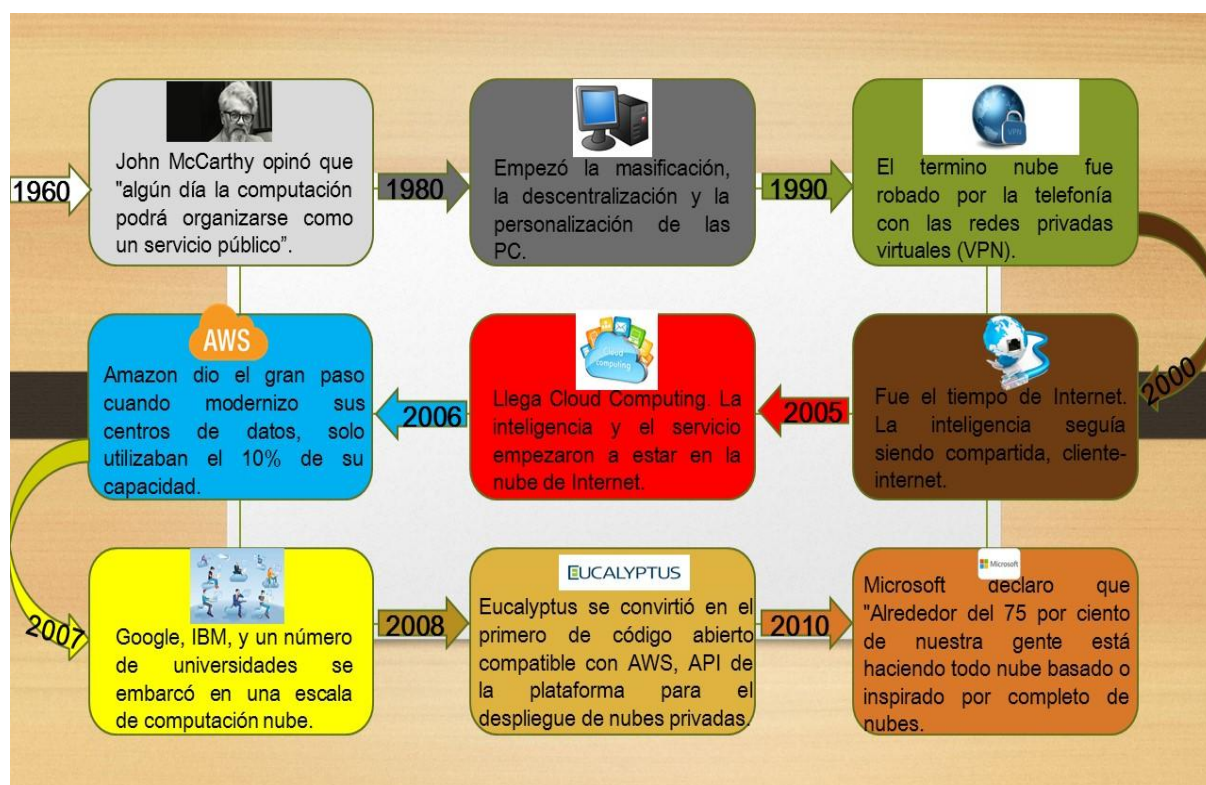 1960
John McCarthy opinó que
"algún día la computación
podrá organizarse como
un servicio público”.
1980
Empezó la masificación,
la descentralización y la
personalización de las
PC.
1990
VPN
El termino nube fue
robado por la telefonía
con las redes privadas
virtuales (VPN).
2000
Fue el tiempo de Internet.
La inteligencia seguía
siendo compartida, cliente-
internet.
2005
Cloud
computing
Llega Cloud Computing. La
inteligencia y el servicio
empezaron a estar en la
nube de Internet.
2006
AWS
Amazon dio el gran paso
cuando modernizo sus
centros de datos, solo
utilizaban el 10% de su
capacidad.
2007
Google, IBM, y un número
de universidades se
embarcó en una escala
de computación nube.
2008
EUCALYPTUS
Eucalyptus se convirtió en el
primero de código abierto
compatible con AWS, API de
la plataforma para el
despliegue de nubes privadas.
2010
Microsoft
Microsoft declaro que
"Alrededor del 75 por ciento
de nuestra gente está
haciendo todo nube basado o
inspirado por completo de
nubes.